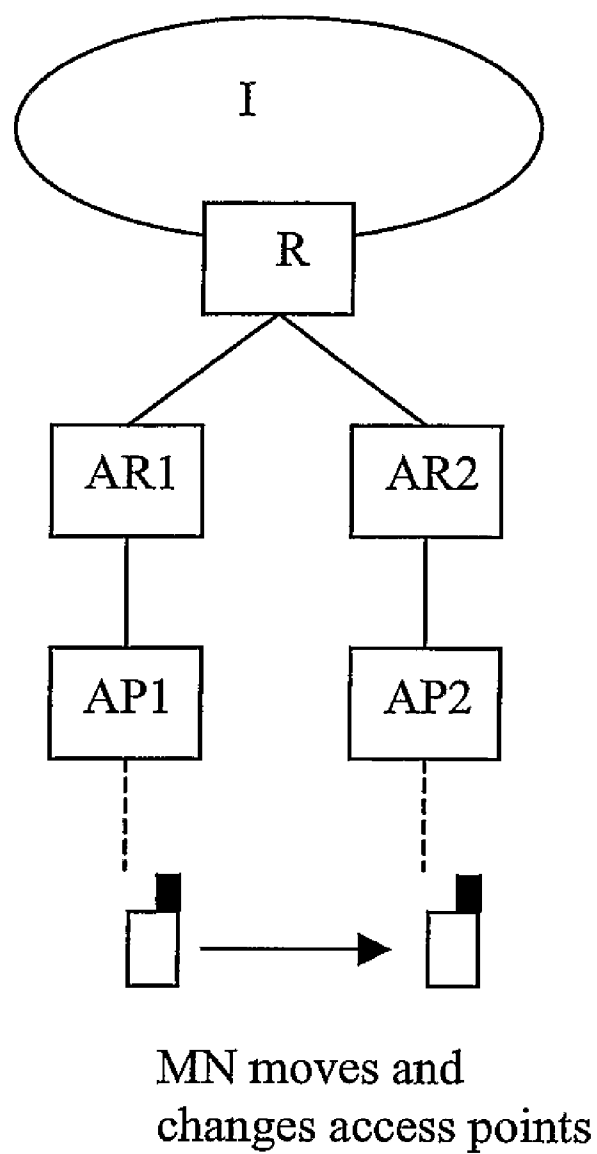 I
R
AR1
AR2
AP1
AP2
MN moves and
changes access points